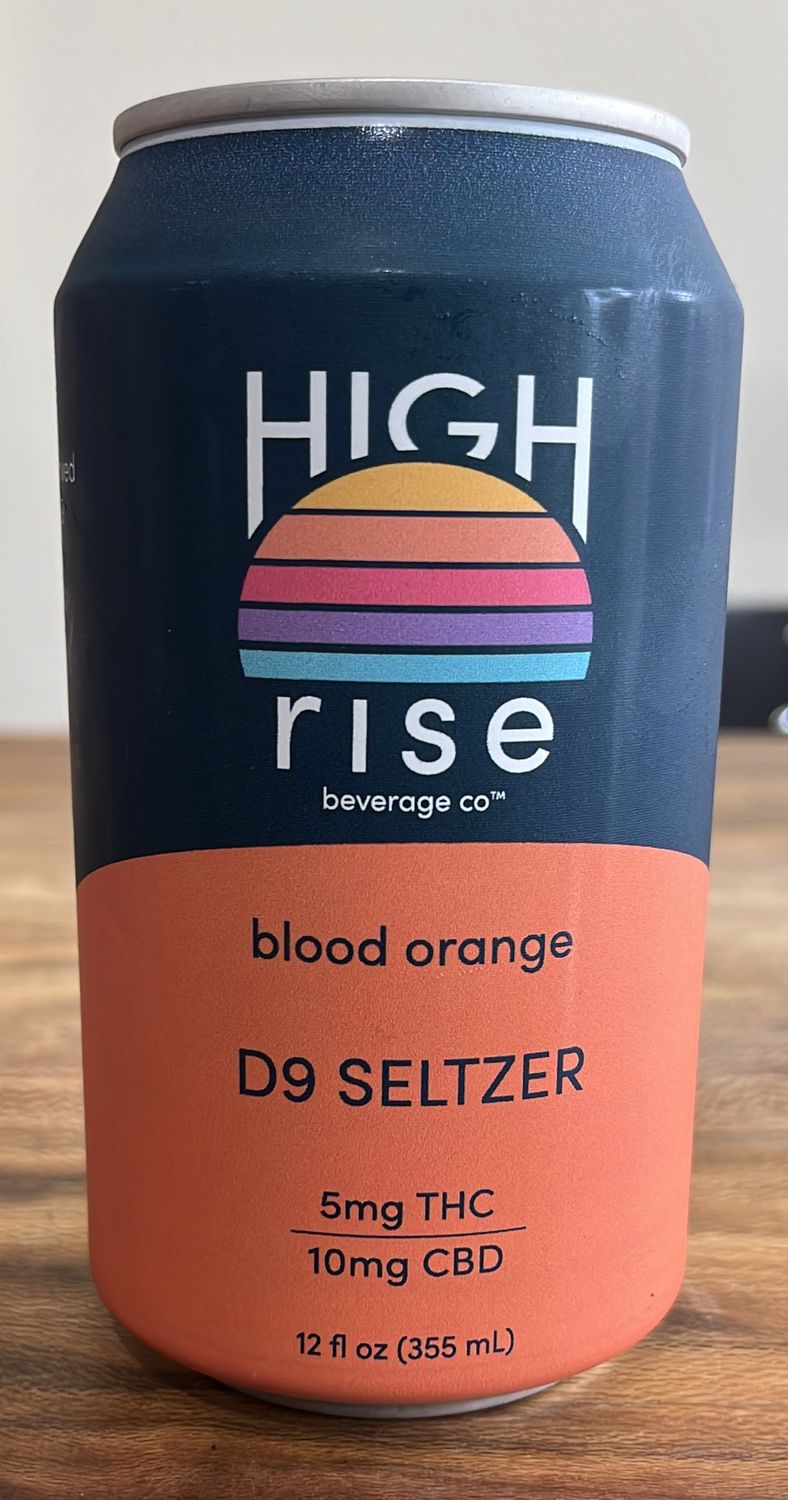 HIGH
rise
beverage co™
blood orange
D9 SELTZER
5mg THC
10mg CBD
12 fl oz (355 mL)